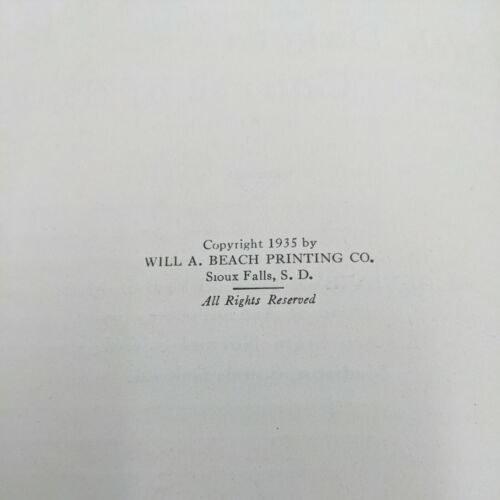 Copyright 1935 by
WILL A. BEACH PRINTING CO.
Sioux Falls, S. D.
All Rights Reserved